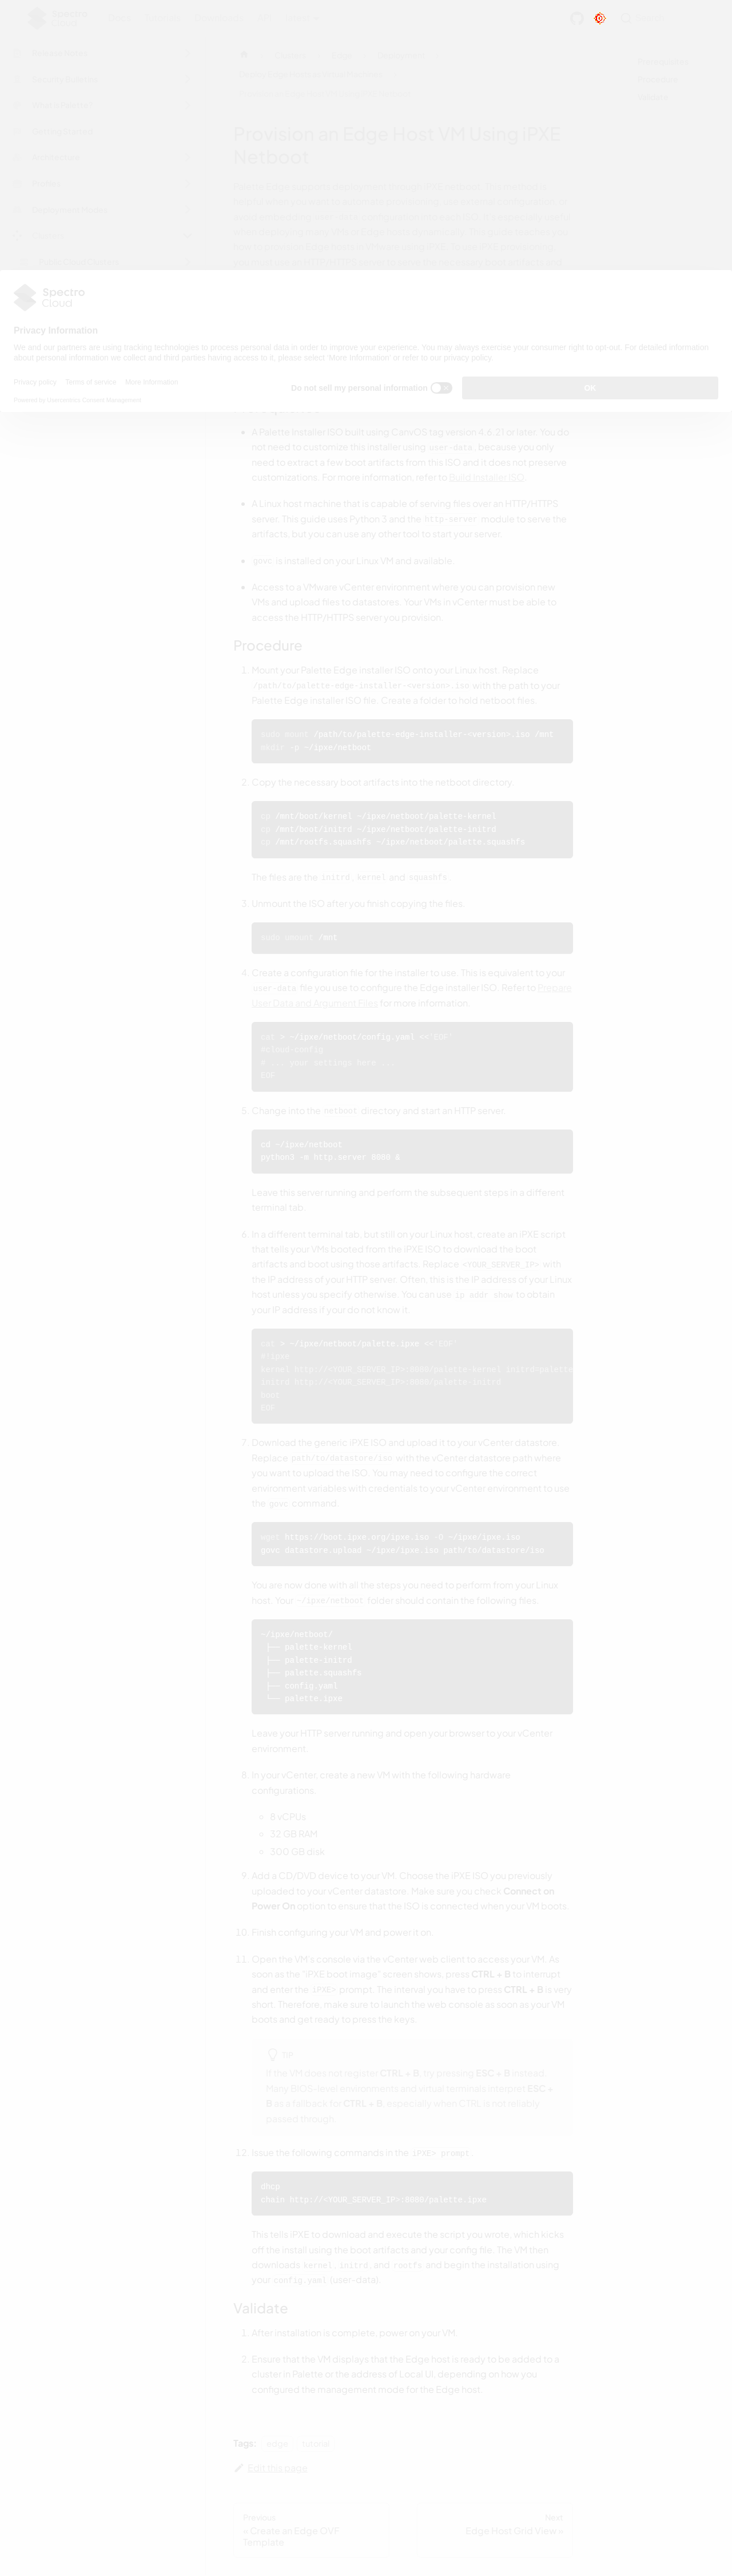 Spectro
Cloud
Provision an Edge Host VM Using iPXE
Netboot
Spectro
Cloud
Privacy Information
We and our partners are using tracking technologies to process personal data in order to improve your experience. You may always exercise your consumer right to opt-out. For detailed information
about personal information we collect and third parties having access to it, please select 'More Information' or refer to our privacy policy.
Privacy policy Terms of service More Information
Do not sell my personal information
OK
Powered by Usercentrics Consent Management
A Palette Installer ISO built using CanvOS tag version 4.6.21 or later. You do
not need to customize this installer using user-data, because you only
need to extract a few boot artifacts from this ISO and it does not preserve
customizations. For more information, refer to Build Installer ISO.
A Linux host machine that is capable of serving files over an HTTP/HTTPS
server. This guide uses Python 3 and the http-server module to serve the
artifacts, but you can use any other tool to start your server.
govc is installed on your Linux VM and available.
Access to a VMware vCenter environment where you can provision new
VMs and upload files to datastores. Your VMs in vCenter must be able to
access the HTTP/HTTPS server you provision.
Procedure
1. Mount your Palette Edge installer ISO onto your Linux host. Replace
/path/to/palette-edge-installer-<version>.iso with the path to your
Palette Edge installer ISO file. Create a folder to hold netboot files.
sudo mount /path/to/palette-edge-installer-<version>.iso /mnt
mkdir -p ~/ipxe/netboot
2. Copy the necessary boot artifacts into the netboot directory.
cp /mnt/boot/kernel ~/ipxe/netboot/palette-kernel
cp /mnt/boot/initrd ~/ipxe/netboot/palette-initrd
cp /mnt/rootfs.squashfs ~/ipxe/netboot/palette.squashfs
The files are the initrd, kernel and squashfs.
3. Unmount the ISO after you finish copying the files.
sudo umount /mnt
4. Create a configuration file for the installer to use. This is equivalent to your
user-data file you use to configure the Edge Installer ISO. Refer to Prepare
User Data and Argument Files for more information.
cat > ~/ipxe/netboot/config.yaml <<'EOF'
#cloud-config
# ... your settings here ...
EOF
5. Change into the netboot directory and start an HTTP server.
cd ~/ipxe/netboot
python3 -m http.server 8080 &
Leave this server running and perform the subsequent steps in a different
terminal tab.
6. In a different terminal tab, but still on your Linux host, create an iPXE script
that tells your VMs booted from the iPXE ISO to download the boot
artifacts and boot using those artifacts. Replace <YOUR_SERVER_IP> with
the IP address of your HTTP server. Often, this is the IP address of your Linux
host unless you specify otherwise. You can use ip addr show to obtain
your IP address if your do not know it.
cat > ~/ipxe/netboot/palette.ipxe <<'EOF'
#!ipxe
kernel http://<YOUR_SERVER_IP>:8080/palette-kernel initrd=palette
initrd http://<YOUR_SERVER_IP>:8080/palette-initrd
boot
EOF
7. Download the generic iPXE ISO and upload it to your vCenter datastore.
Replace path/to/datastore/iso with the vCenter datastore path where
you want to upload the ISO. You may need to configure the correct
environment variables with credentials to your vCenter environment to use
the govc command.
wget https://boot.ipxe.org/ipxe.iso -O ~/ipxe/ipxe.iso
govc datastore.upload ~/ipxe/ipxe.iso path/to/datastore/iso
You are now done with all the steps you need to perform from your Linux
host. Your ~/ipxe/netboot folder should contain the following files.
~/ipxe/netboot/
├── palette-kernel
├── palette-initrd
├── palette.squashfs
├── config.yaml
└── palette.ipxe
Leave your HTTP server running and open your browser to your vCenter
environment.
8. In your vCenter, create a new VM with the following hardware
configurations.
8 vCPUs
32 GB RAM
300 GB disk
9. Add a CD/DVD device to your VM. Choose the iPXE ISO you previously
uploaded to your vCenter datastore. Make sure you check Connect on
Power On option to ensure that the ISO is connected when your VM boots.
10. Finish configuring your VM and power it on.
11. Open the VM's console via the vCenter web client to access your VM. As
soon as the "iPXE boot image" screen shows, press CTRL + B to interrupt
and enter the iPXE> prompt. The interval you have to press CTRL + B is very
short. Therefore, make sure to launch the web console as soon as your VM
boots and get ready to press the keys.
TIP
If the VM does not register CTRL + B, try pressing ESC + B instead.
Many BIOS-level environments and serial terminals interpret ESC +
B as a fallback for CTRL + B, especially when CTRL is not reliably
passed through.
12. Issue the following commands in the iPXE> prompt.
dhcp
chain http://<YOUR_SERVER_IP>:8080/palette.ipxe
This tells iPXE to download and execute the script you wrote, which kicks
off the install using the boot artifacts and your config file. The VM then
downloads kernel, initrd, and rootfs and begin the installation using
your config.yaml (user-data).
Validate
1. After installation is complete, power on your VM.
2. Ensure that the VM displays that the Edge host is ready to be added to a
cluster in Palette or the address of Local UI, depending on how you
configured the management mode for the Edge host.
Tags: edge tutorial
Edit this page
Previous
« Create an Edge OVF
Template
Next
Edge Host Grid View »